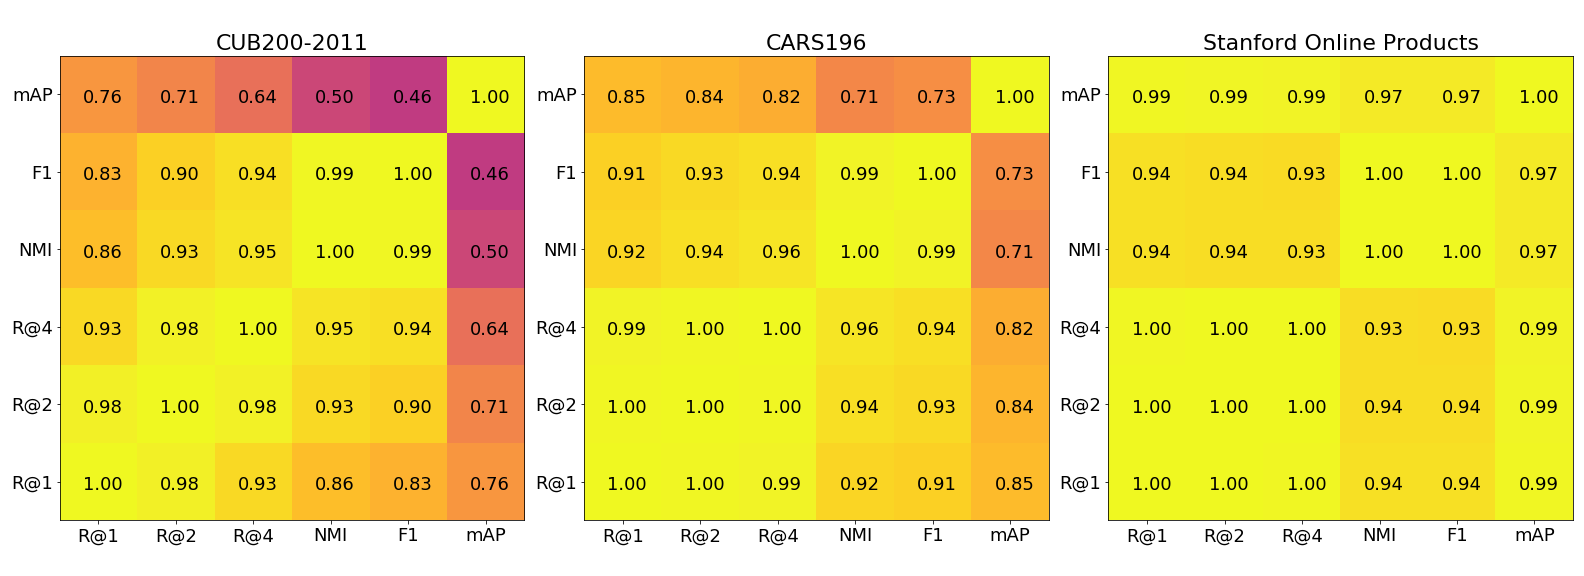 CUB200-2011
mAP 0.76 0.71 0.64 0.50 0.46 1.00
F1 0.83 0.90 0.94 0.99 1.00 0.46
NMI 0.86 0.93 0.95 1.00 0.99 0.50
R@4 0.93 0.98 1.00 0.95 0.94 0.64
R@2 0.98 1.00 0.98 0.93 0.90 0.71
R@1 1.00 0.98 0.93 0.86 0.83 0.76
R@1 R@2 R@4 NMI F1 mAP
CARS196
mAP 0.85 0.84 0.82 0.71 0.73 1.00
F1 0.91 0.93 0.94 0.99 1.00 0.73
NMI 0.92 0.94 0.96 1.00 0.99 0.71
R@4 0.99 1.00 1.00 0.96 0.94 0.82
R@2 1.00 1.00 1.00 0.94 0.93 0.84
R@1 1.00 1.00 0.99 0.92 0.91 0.85
R@1 R@2 R@4 NMI F1 mAP
Stanford Online Products
mAP 0.99 0.99 0.99 0.97 0.97 1.00
F1 0.94 0.94 0.93 1.00 1.00 0.97
NMI 0.94 0.94 0.93 1.00 1.00 0.97
R@4 1.00 1.00 1.00 0.93 0.93 0.99
R@2 1.00 1.00 1.00 0.94 0.94 0.99
R@1 1.00 1.00 1.00 0.94 0.94 0.99
R@1 R@2 R@4 NMI F1 mAP